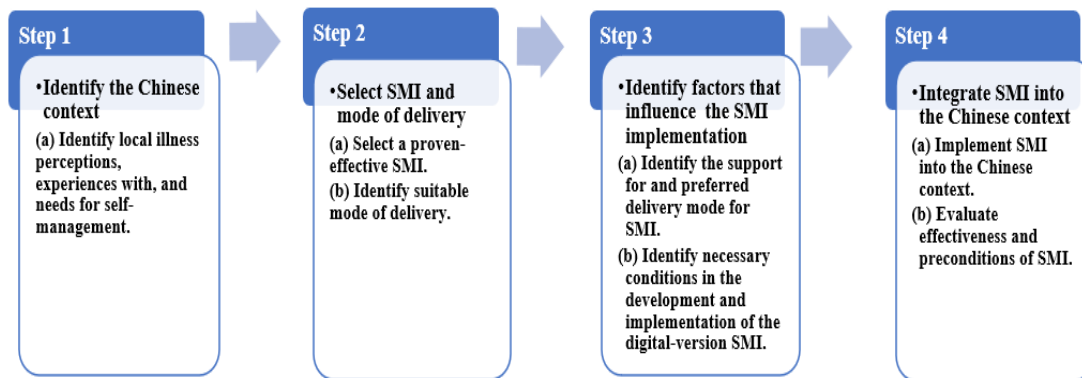 Step 1
•Identify the Chinese
context
(a) Identify local illness
perceptions,
experiences with, and
needs for self-
management.
Step 2
•Select SMI and
mode of delivery
(a) Select a proven-
effective SMI.
(b) Identify suitable
mode of delivery.
Step 3
•Identify factors that
influence the SMI
implementation
(a) Identify the support
for and preferred
delivery mode for
SMI.
(b) Identify necessary
conditions in the
development and
implementation of the
digital-version SMI.
Step 4
•Integrate SMI into
the Chinese context
(a) Implement SMI
into the Chinese
context.
(b) Evaluate
effectiveness and
preconditions of SMI.